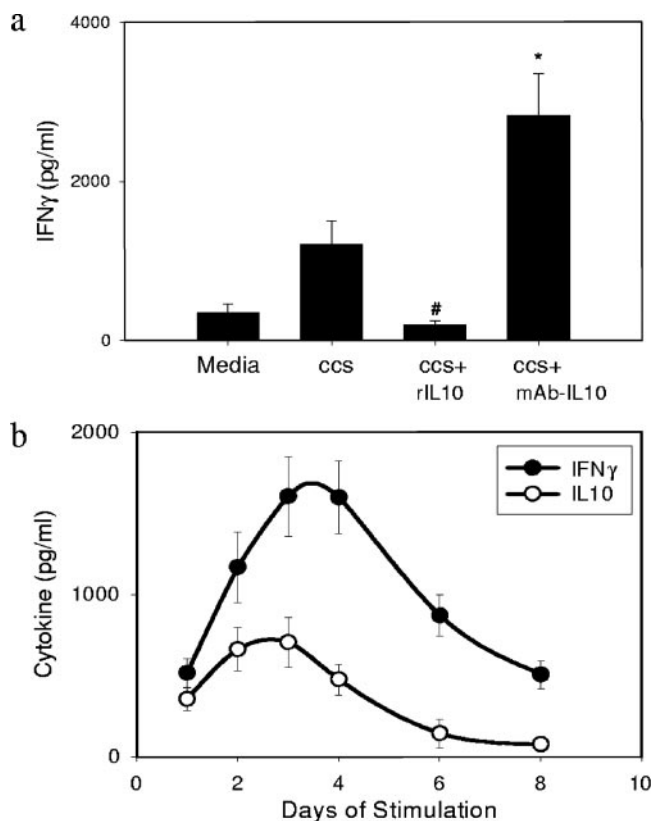 a
4000
2000
0
IFNγ (pg/ml)
*
#
Media
ccs
ccs+
rIL10
ccs+
mAb-IL10
b
2000
1000
0
Cytokine (pg/ml)
IFNγ
IL10
0 2 4 6 8 10
Days of Stimulation